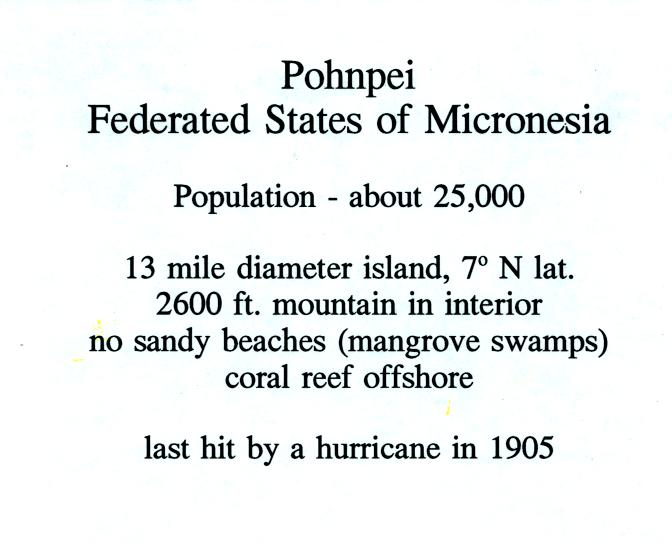 Pohnpei
Federated States of Micronesia
Population - about 25,000
13 mile diameter island, 7º N lat.
2600 ft. mountain in interior
no sandy beaches (mangrove swamps)
coral reef offshore
last hit by a hurricane in 1905